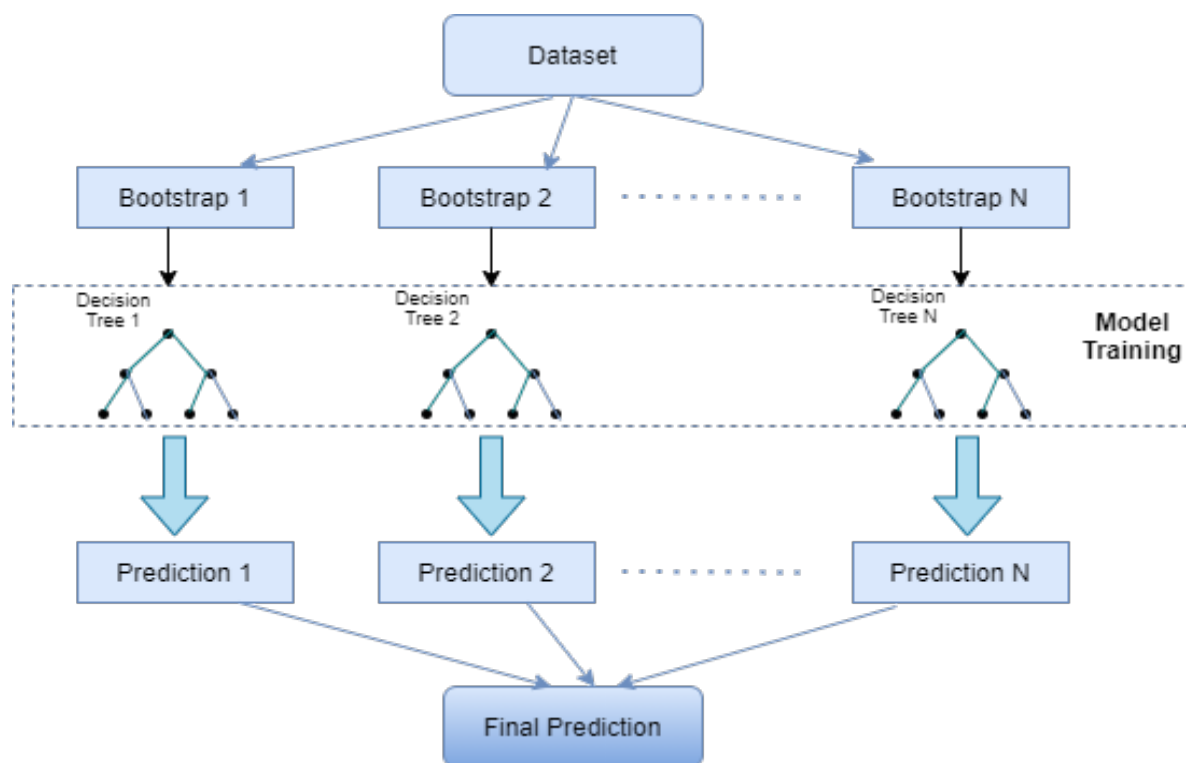 Dataset
Bootstrap 1
Bootstrap 2
Bootstrap N
Decision
Tree 1
Decision
Tree 2
Decision
Tree N
Model
Training
Prediction 1
Prediction 2
Prediction N
Final Prediction